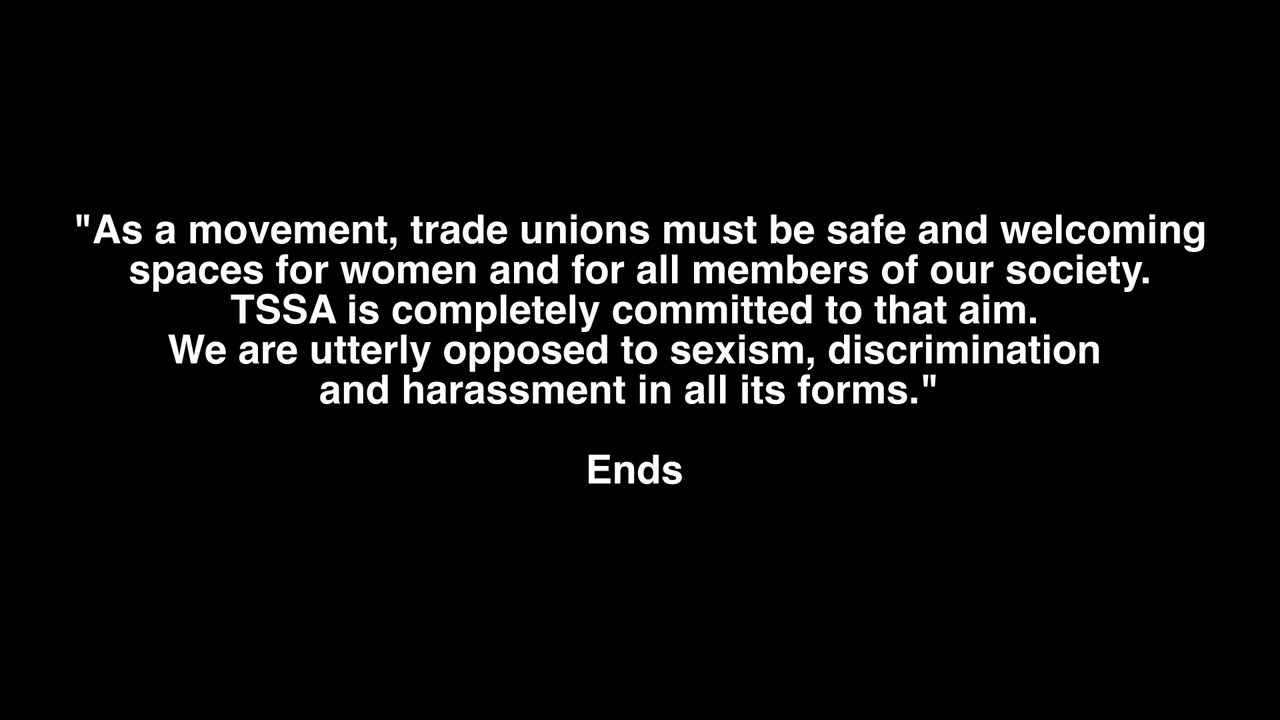 "As a movement, trade unions must be safe and welcoming
spaces for women and for all members of our society.
TSSA is completely committed to that aim.
We are utterly opposed to sexism, discrimination
and harassment in all its forms."
Ends